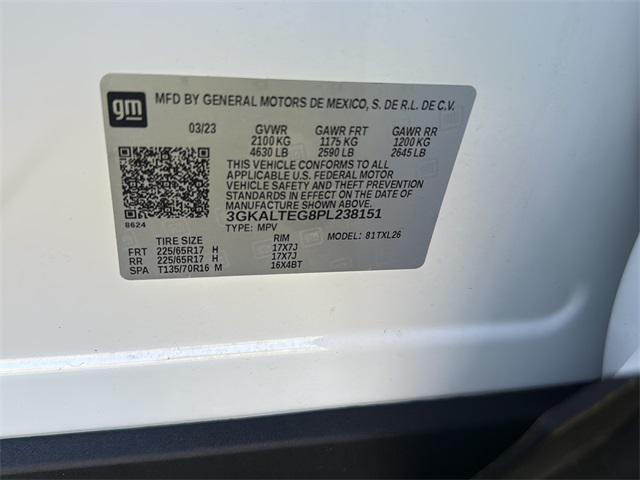 gm
MFD BY GENERAL MOTORS DE MEXICO, S. DE R.L. DE C.V.
03/23 GVWR GAWR FRT GAWR RR
2100 KG 1175 KG 1200 KG
4630 LB 2590 LB 2645 LB
THIS VEHICLE CONFORMS TO ALL
APPLICABLE U.S. FEDERAL MOTOR
VEHICLE SAFETY AND THEFT PREVENTION
STANDARDS IN EFFECT ON THE DATE OF
MANUFACTURE SHOWN ABOVE.
3GKALTEG8PL238151
8624
TYPE: MPV MODEL: 81TXL26
TIRE SIZE RIM
FRT 225/65R17 H 17X7J
RR 225/65R17 H 17X7J
SPA T135/70R16 M 16X4BT